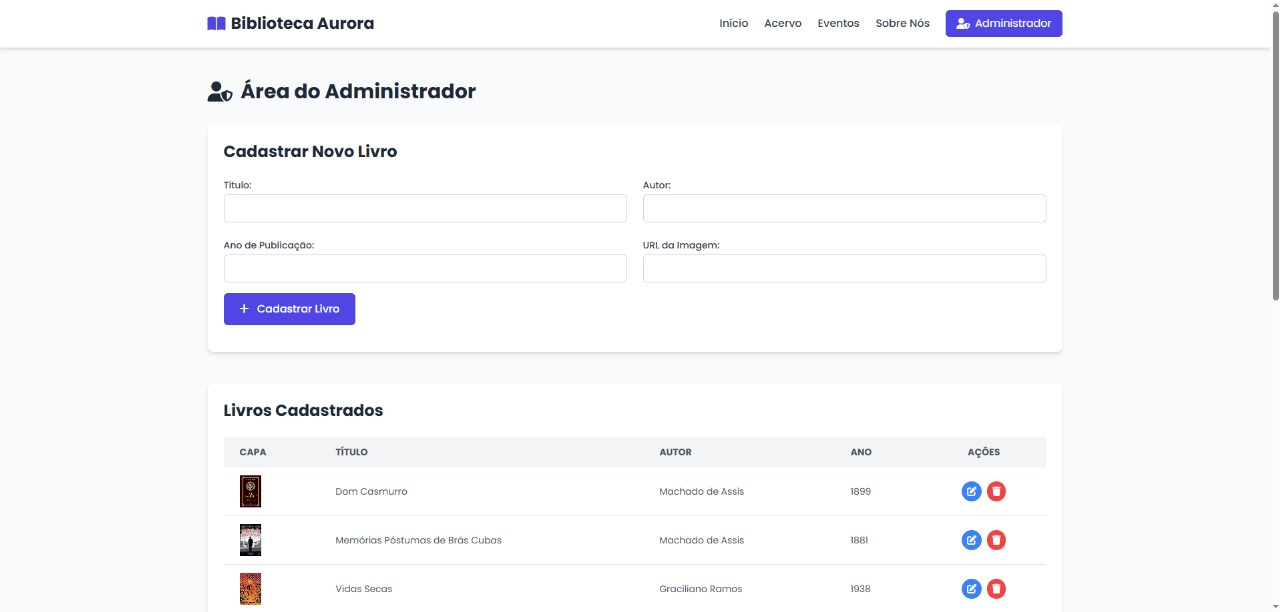 Biblioteca Aurora
Início Acervo Eventos Sobre Nós Administrador
Área do Administrador
Cadastrar Novo Livro
Título: Autor:
Ano de Publicação: URL da Imagem:
+ Cadastrar Livro
Livros Cadastrados
CAPA TÍTULO AUTOR ANO AÇÕES
Dom Casmurro Machado de Assis 1899
Memórias Póstumas de Brás Cubas Machado de Assis 1881
Vidas Secas Graciliano Ramos 1938